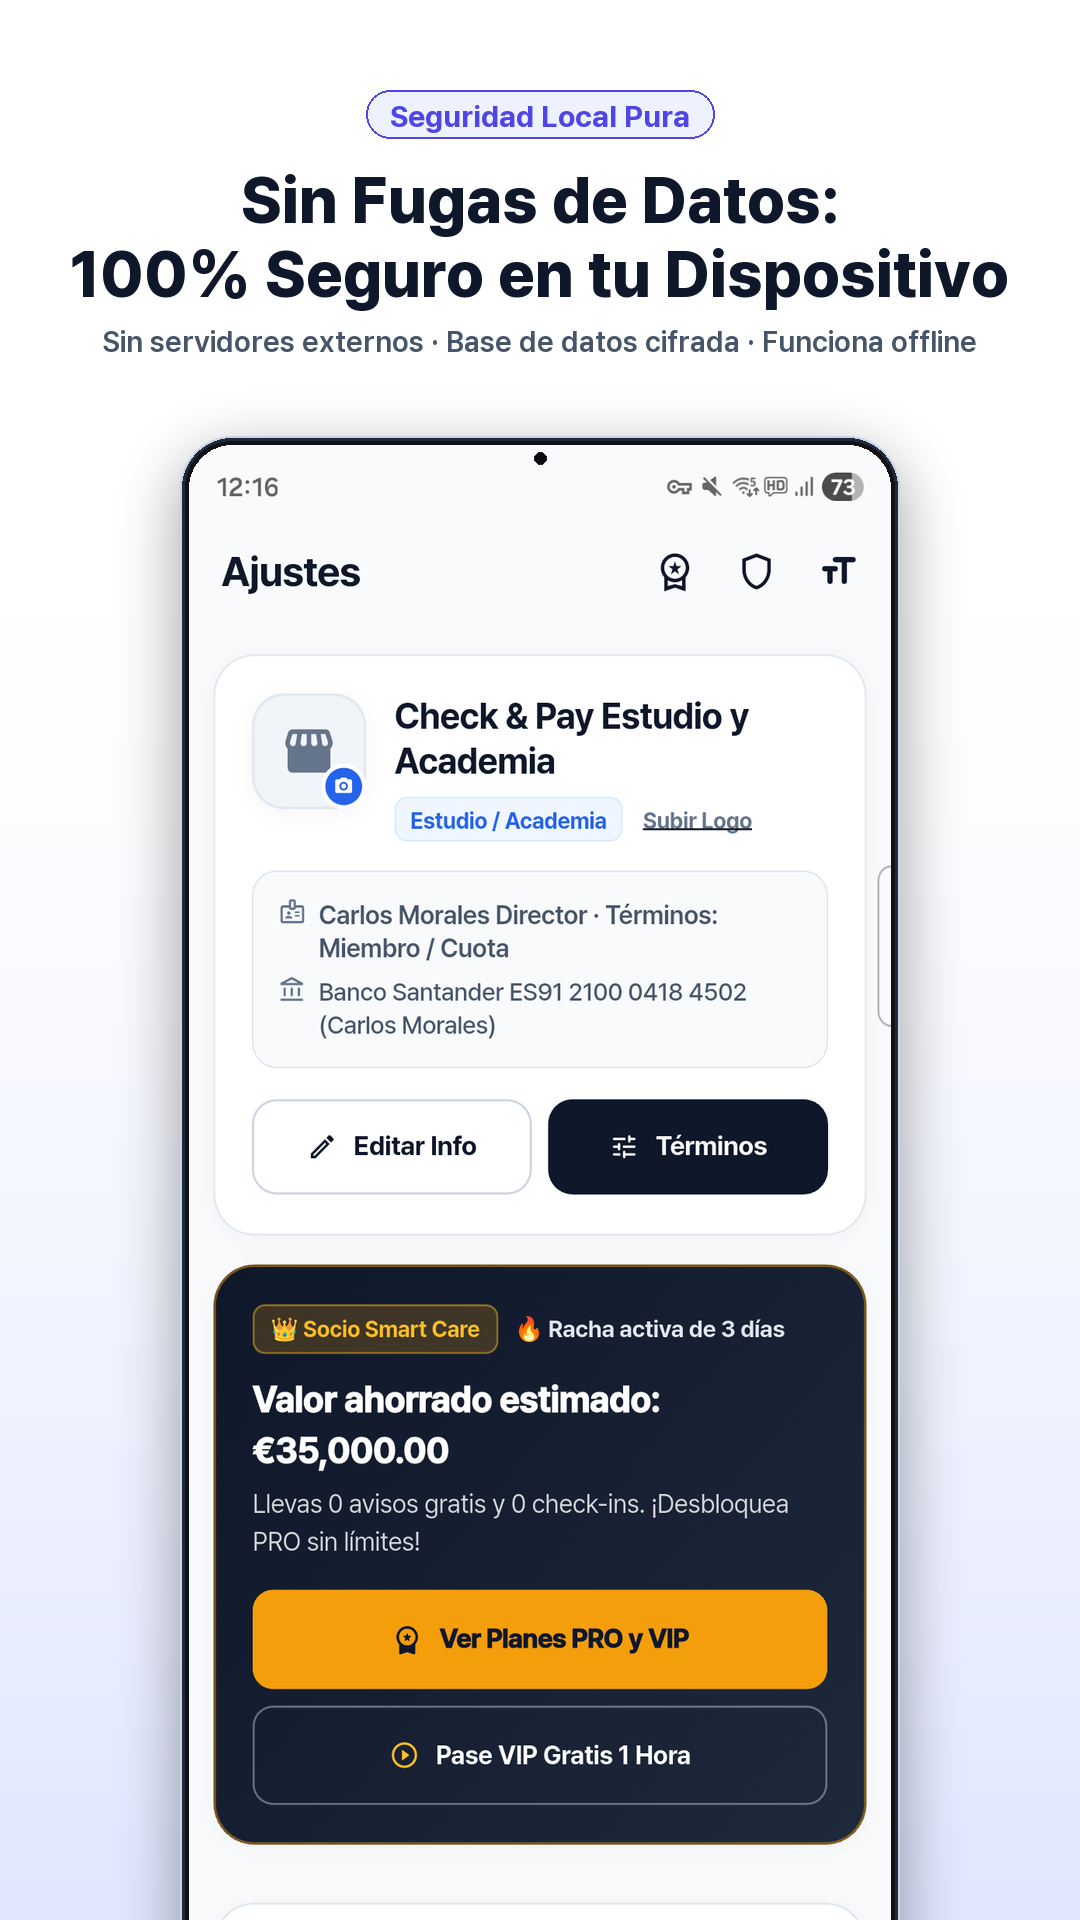 Seguridad Local Pura
Sin Fugas de Datos:
100% Seguro en tu Dispositivo
Sin servidores externos · Base de datos cifrada · Funciona offline
12:16
5
HD
73
Ajustes
Check & Pay Estudio y
Academia
Estudio / Academia
Subir Logo
Carlos Morales Director · Términos:
Miembro / Cuota
Banco Santander ES91 2100 0418 4502
(Carlos Morales)
Editar Info
Términos
👑 Socio Smart Care
🔥 Racha activa de 3 días
Valor ahorrado estimado:
€35,000.00
Llevas 0 avisos gratis y 0 check-ins. ¡Desbloquea
PRO sin límites!
Ver Planes PRO y VIP
Pase VIP Gratis 1 Hora